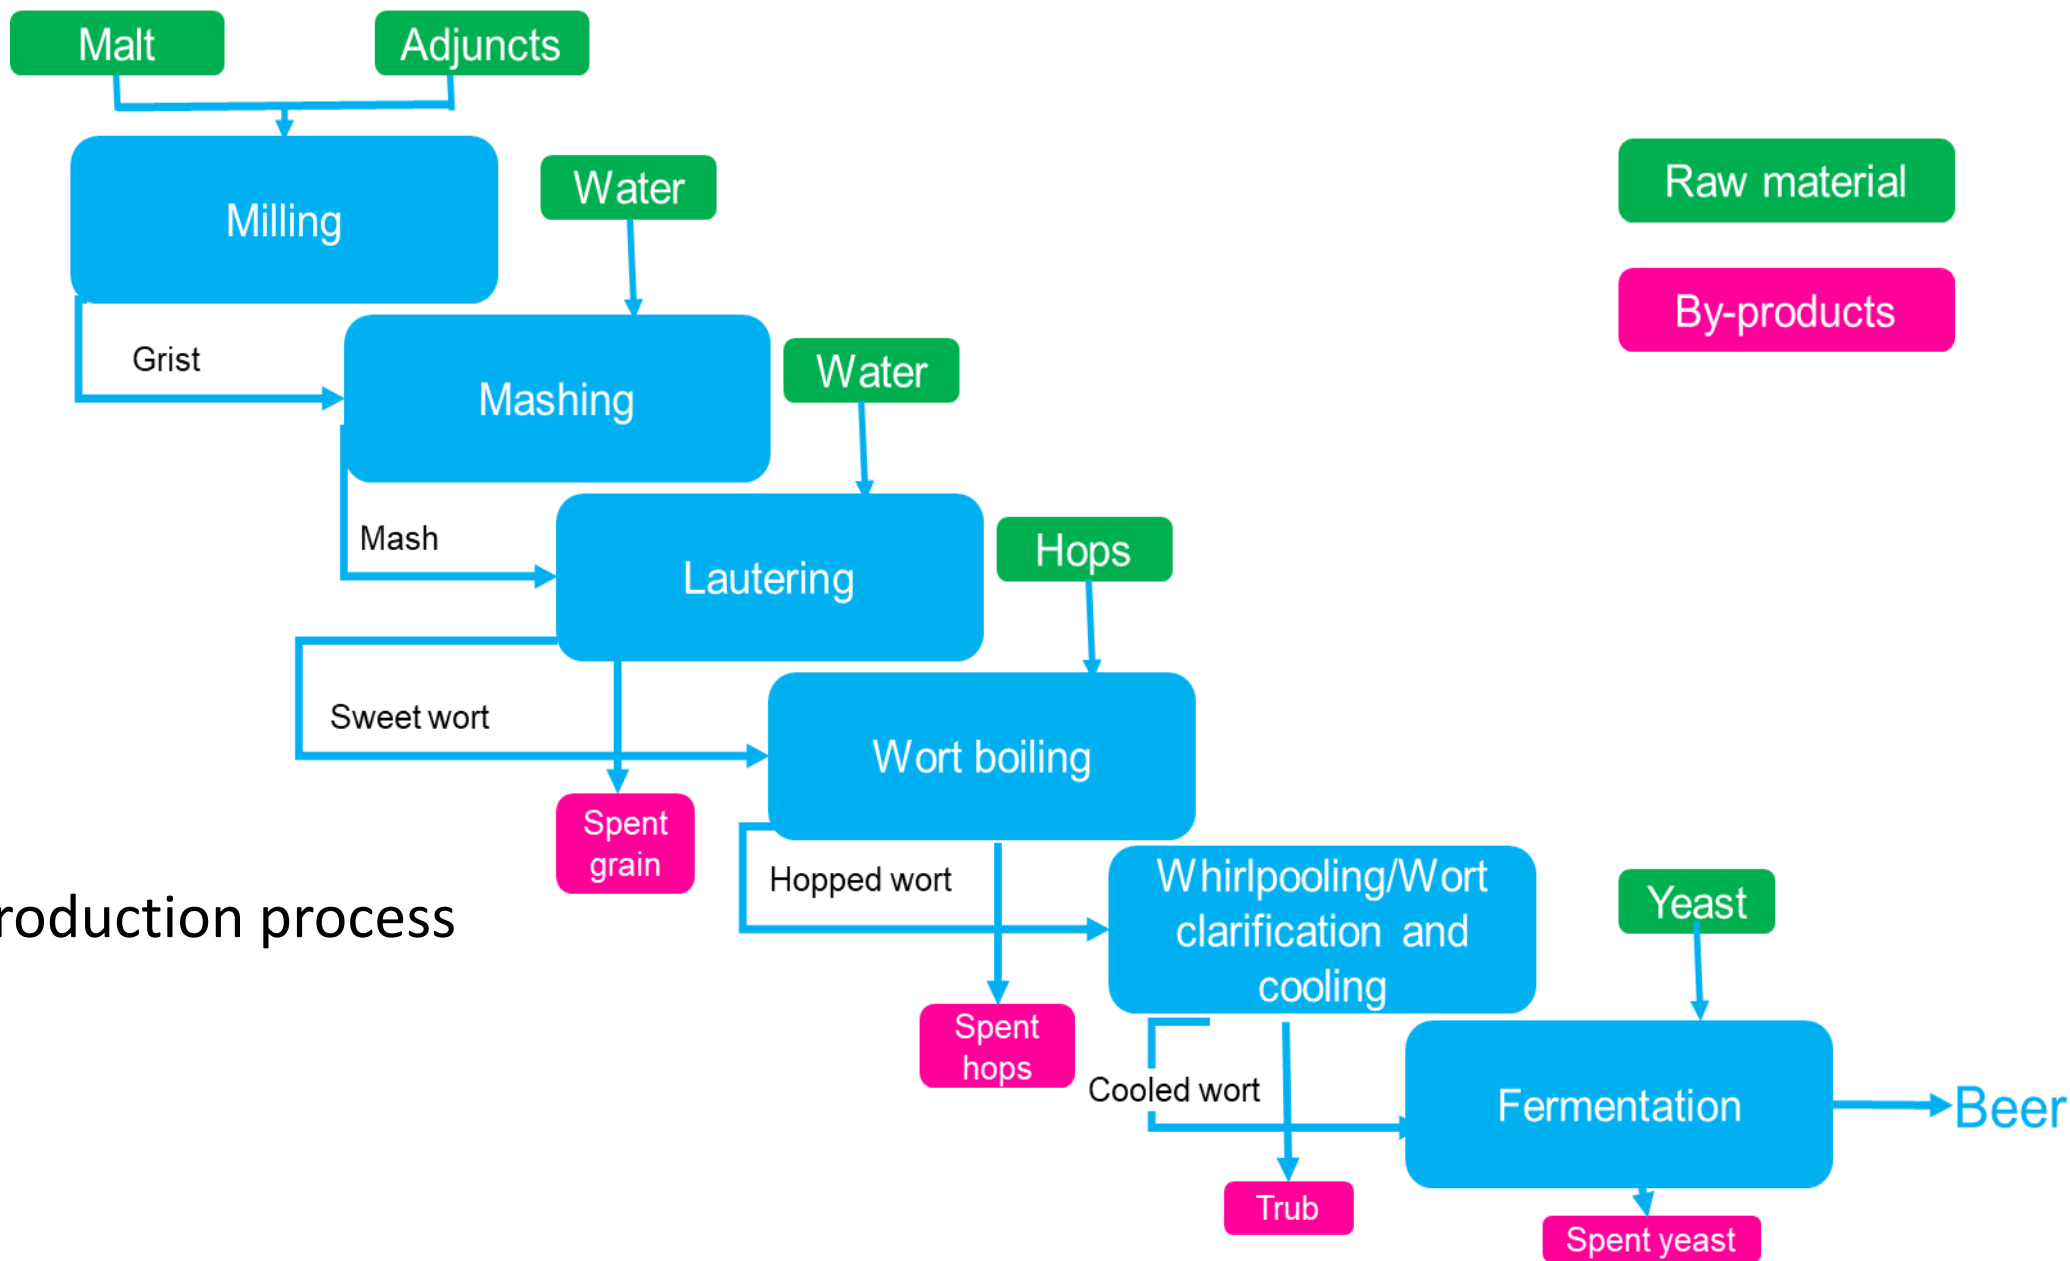 Malt
Adjuncts
Milling
Water
Raw material
By-products
Grist
Mashing
Water
Mash
Lautering
Hops
Sweet wort
Wort boiling
Spent
grain
Hopped wort
Whirlpooling/Wort
clarification and
cooling
Yeast
roduction process
Spent
hops
Cooled wort
Fermentation
Beer
Trub
Spent yeast